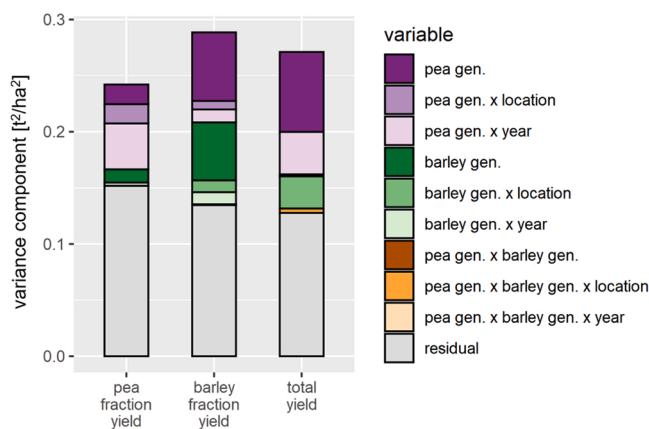 0.3
0.2
0.1
0.0
variance component [t²/ha²]
pea
fraction
yield
barley
fraction
yield
total
yield
variable
pea gen.
pea gen. x location
pea gen. x year
barley gen.
barley gen. x location
barley gen. x year
pea gen. x barley gen.
pea gen. x barley gen. x location
pea gen. x barley gen. x year
residual